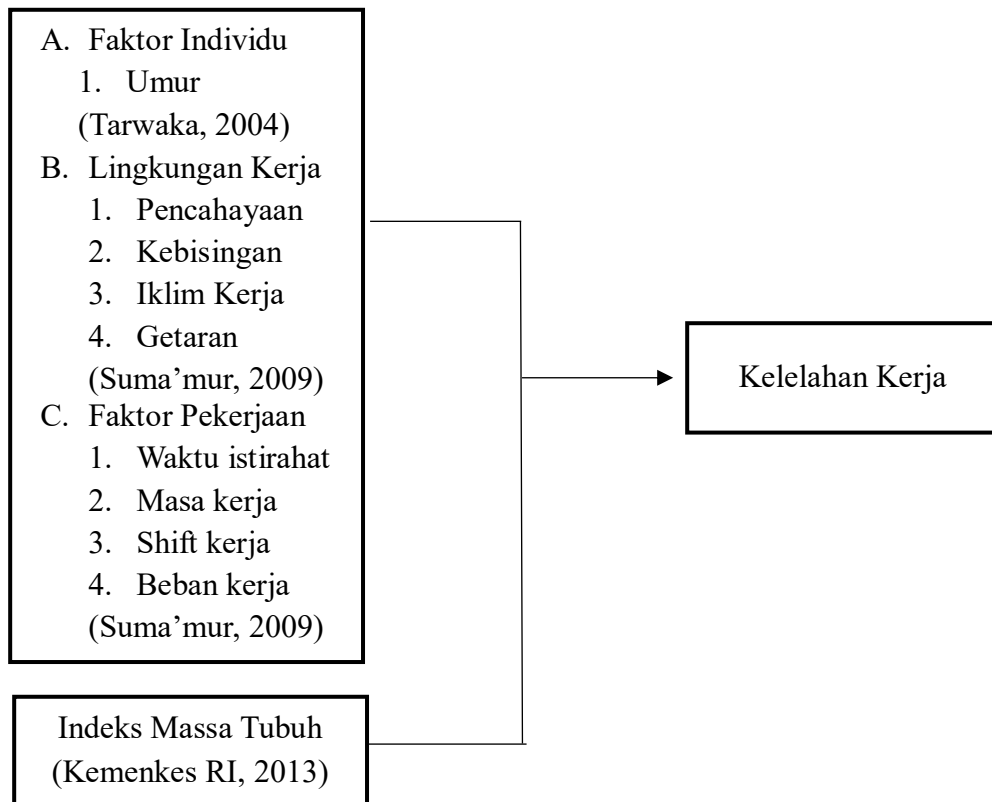 A. Faktor Individu
1. Umur
(Tarwaka, 2004)
B. Lingkungan Kerja
1. Pencahayaan
2. Kebisingan
3. Iklim Kerja
4. Getaran
(Suma’mur, 2009)
C. Faktor Pekerjaan
1. Waktu istirahat
2. Masa kerja
3. Shift kerja
4. Beban kerja
(Suma’mur, 2009)
Indeks Massa Tubuh
(Kemenkes RI, 2013)
Kelelahan Kerja